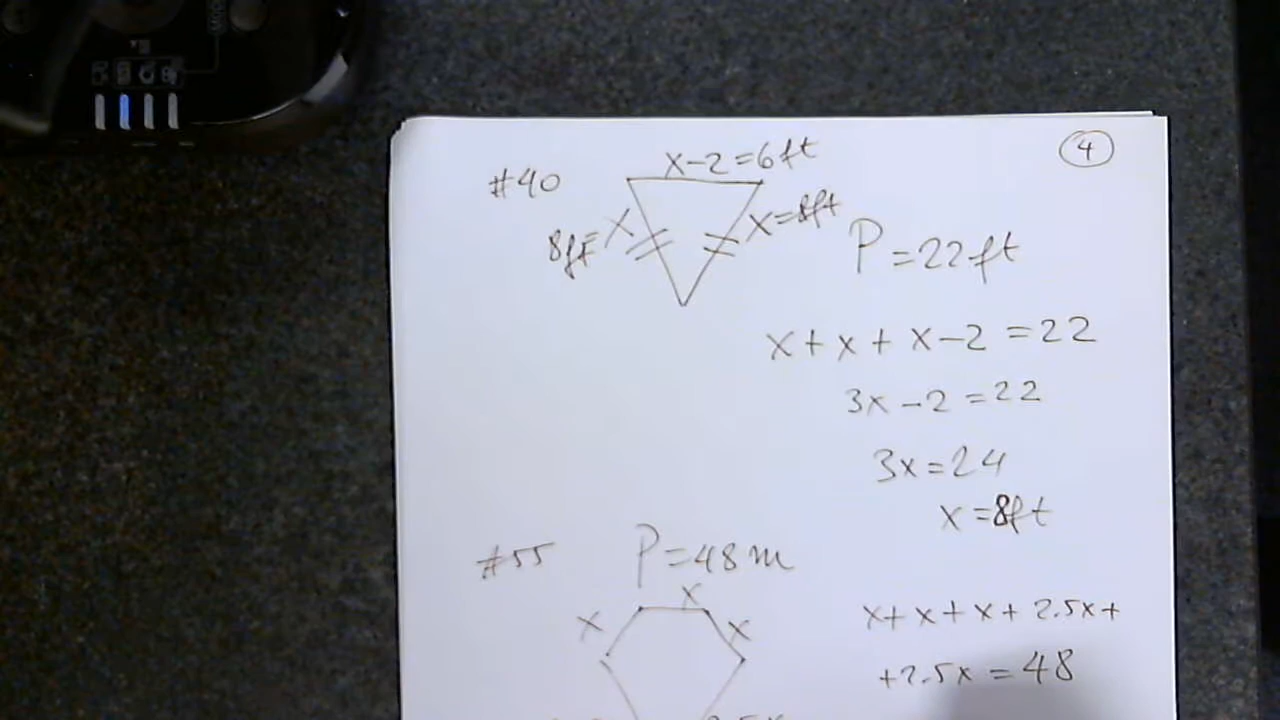 4
#40
x-2=6ft
x
8ft
x=8ft
P=22ft
x+x+x-2=22
3x-2=22
3x=24
x=8ft
#55
P=48m
x
x
x
x+x+x+2.5x+
+2.5x=48